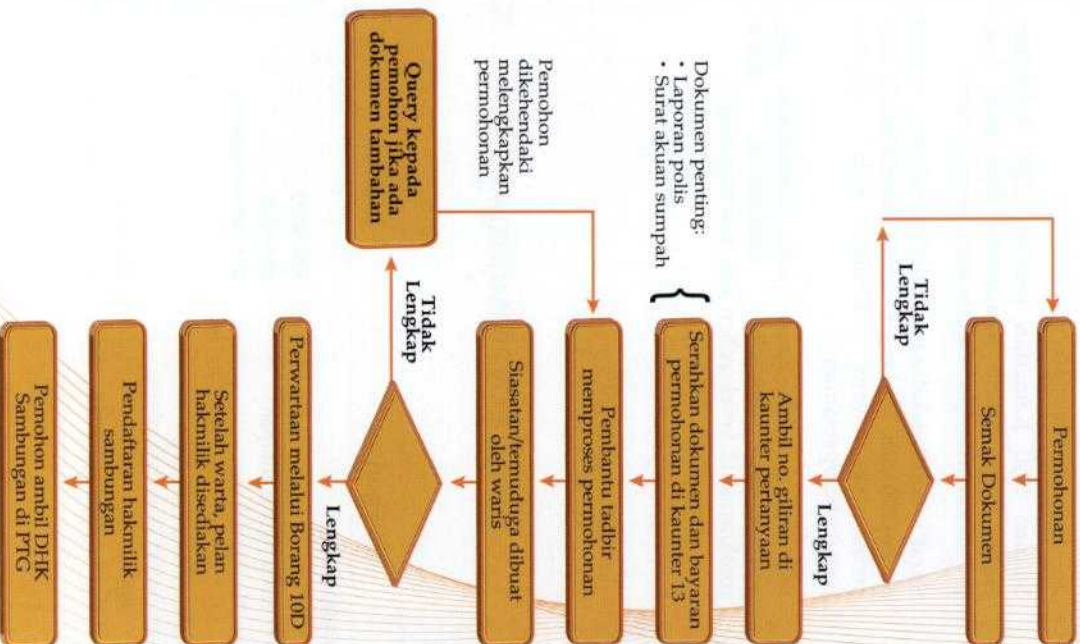 Permohonan
Semak Dokumen
Tidak
Lengkap
Lengkap
Ambil no. giliran di
kaunter pertanyaan
Dokumen penting:
• Laporan polis
• Surat akuan sumpah
Serahkan dokumen dan bayaran
permohonan di kaunter 13
Pembantu tadbir
memproses permohonan
Pemohon
dikehendaki
melengkapkan
permohonan
Siasatan/temuduga dibuat
oleh waris
Query kepada
pemohon jika ada
dokumen tambahan
Tidak
Lengkap
Lengkap
Perwartaan melalui Borang 10D
Setelah warta, pelan
hakmilik disediakan
Pendaftaran hakmilik
sambungan
Pemohon ambil DHK
Sambungan di PTG